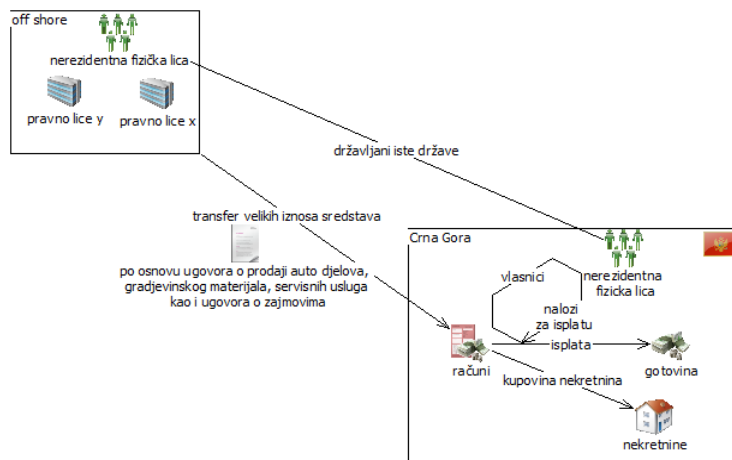 off shore
nerezidentna fizička lica
pravno lice y
pravno lice x
državljani iste države
transfer velikih iznosa sredstava
po osnovu ugovora o prodaji auto djelova,
gradjevinskog materijala, servisnih usluga
kao i ugovora o zajmovima
Crna Gora
vlasnici
nerezidentna
fizicka lica
nalozi
za isplatu
isplata
računi
gotovina
kupovina nekretnina
nekretnine